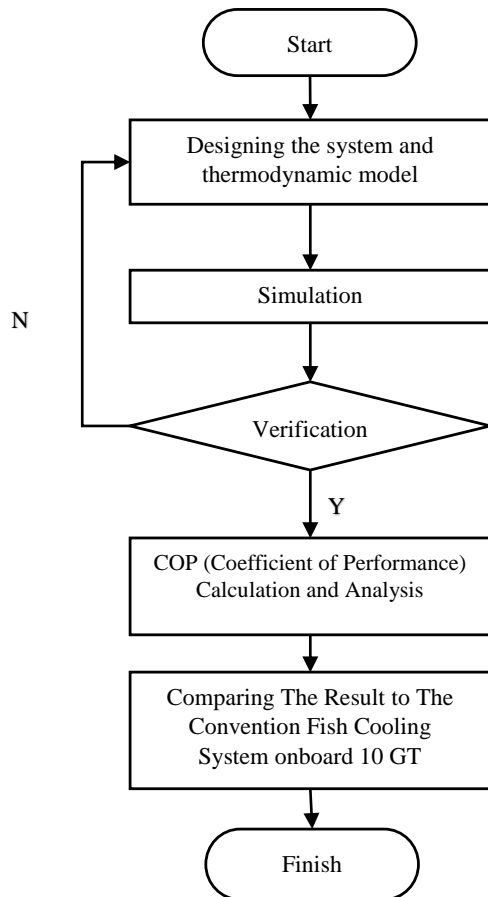 Start
Designing the system and
thermodynamic model
Simulation
N
Verification
Y
COP (Coefficient of Performance)
Calculation and Analysis
Comparing The Result to The
Convention Fish Cooling
System onboard 10 GT
Finish